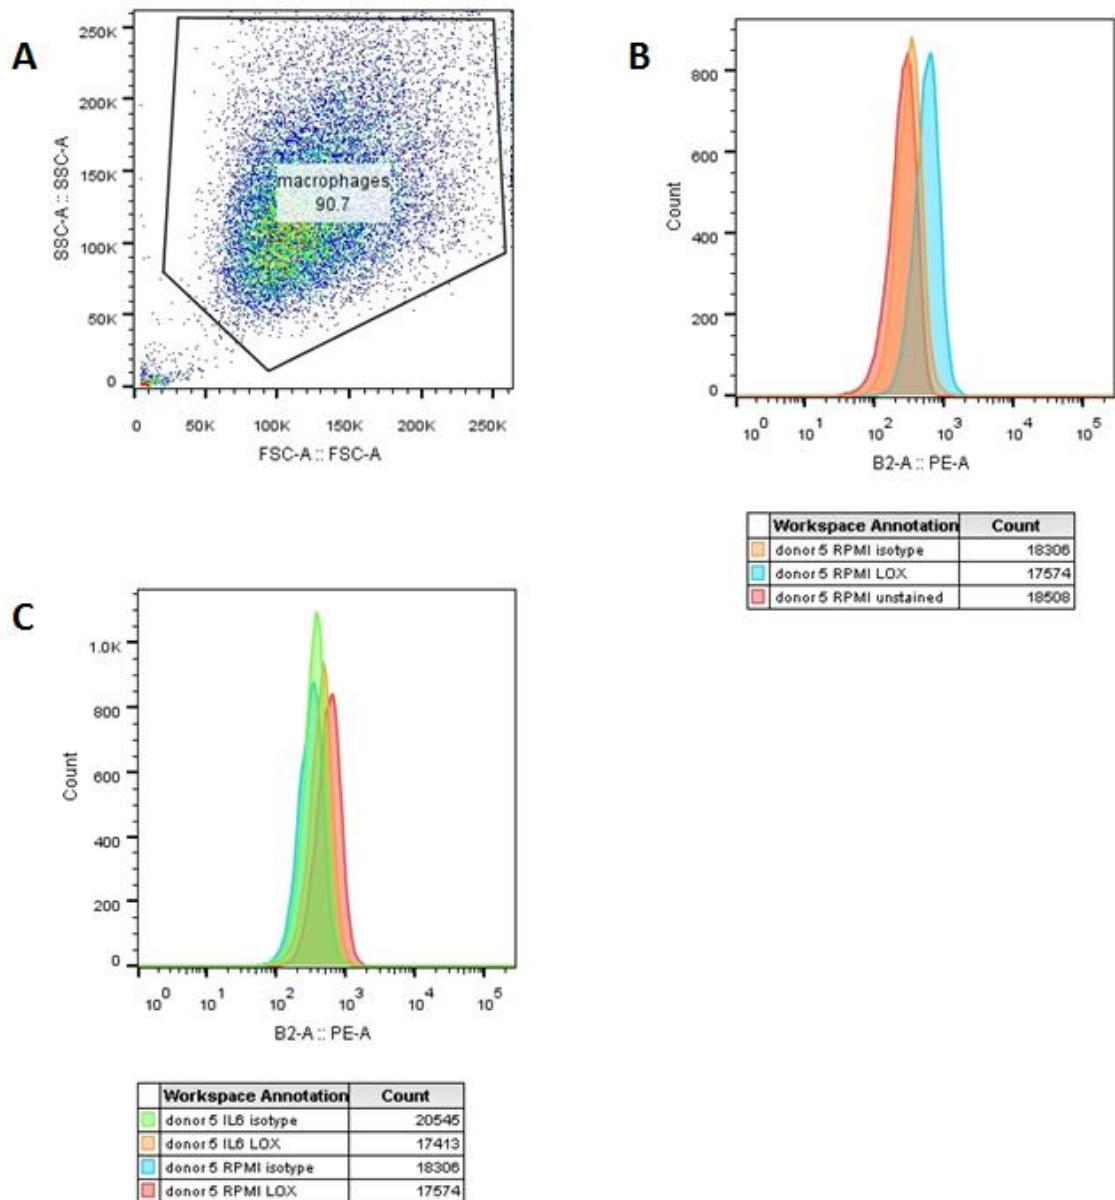 A
250K
200K
150K
100K
50K
0
SSC-A :: SSC-A
macrophages
90.7
0 50K 100K 150K 200K 250K
FSC-A :: FSC-A
B
800
600
400
200
0
Count
10^0 10^1 10^2 10^3 10^4 10^5
B2-A :: PE-A
Workspace Annotation Count
donor 5 RPMI isotype 18306
donor 5 RPMI LOX 17574
donor 5 RPMI unstained 18508
C
1.0K
800
600
400
200
0
Count
10^0 10^1 10^2 10^3 10^4 10^5
B2-A :: PE-A
Workspace Annotation Count
donor 5 IL6 isotype 20545
donor 5 IL6 LOX 17413
donor 5 RPMI isotype 18306
donor 5 RPMI LOX 17574